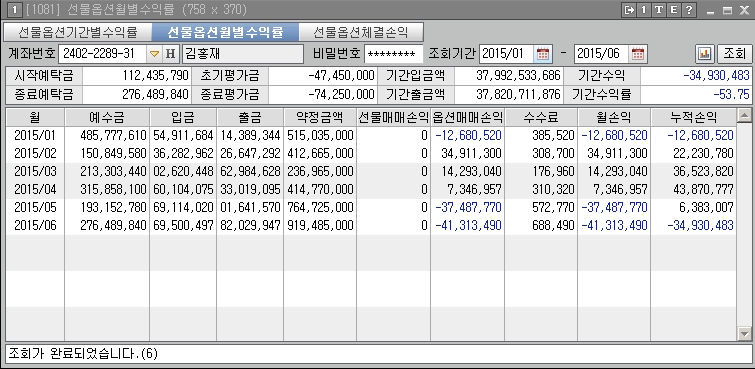 1 [1081] 선물옵션월별수익률 (758 x 370) 1 T E ?
선물옵션기간별수익률 선물옵션월별수익률 선물옵션체결손익
계좌번호 2402-2289-31 H 김홍재 비밀번호 ******** 조회기간 2015/01 - 2015/06 조회
시작예탁금 112,435,790 초기평가금 -47,450,000 기간입금액 37,992,533,686 기간수익 -34,930,483
종료예탁금 276,489,840 종료평가금 -74,250,000 기간출금액 37,820,711,876 기간수익률 -53.75
월 예수금 입금 출금 약정금액 선물매매손익 옵션매매손익 수수료 월손익 누적손익
2015/01 485,777,610 54,911,684 14,389,344 515,035,000 0 -12,680,520 385,520 -12,680,520 -12,680,520
2015/02 150,849,580 36,282,962 26,647,292 412,665,000 0 34,911,300 308,700 34,911,300 22,230,780
2015/03 213,303,440 02,620,448 62,984,628 236,965,000 0 14,293,040 176,960 14,293,040 36,523,820
2015/04 315,858,100 60,104,075 33,019,095 414,770,000 0 7,346,957 310,320 7,346,957 43,870,777
2015/05 193,152,780 69,114,020 01,641,570 764,725,000 0 -37,487,770 572,770 -37,487,770 6,383,007
2015/06 276,489,840 69,500,497 82,029,947 919,485,000 0 -41,313,490 688,490 -41,313,490 -34,930,483
조회가 완료되었습니다.(6)